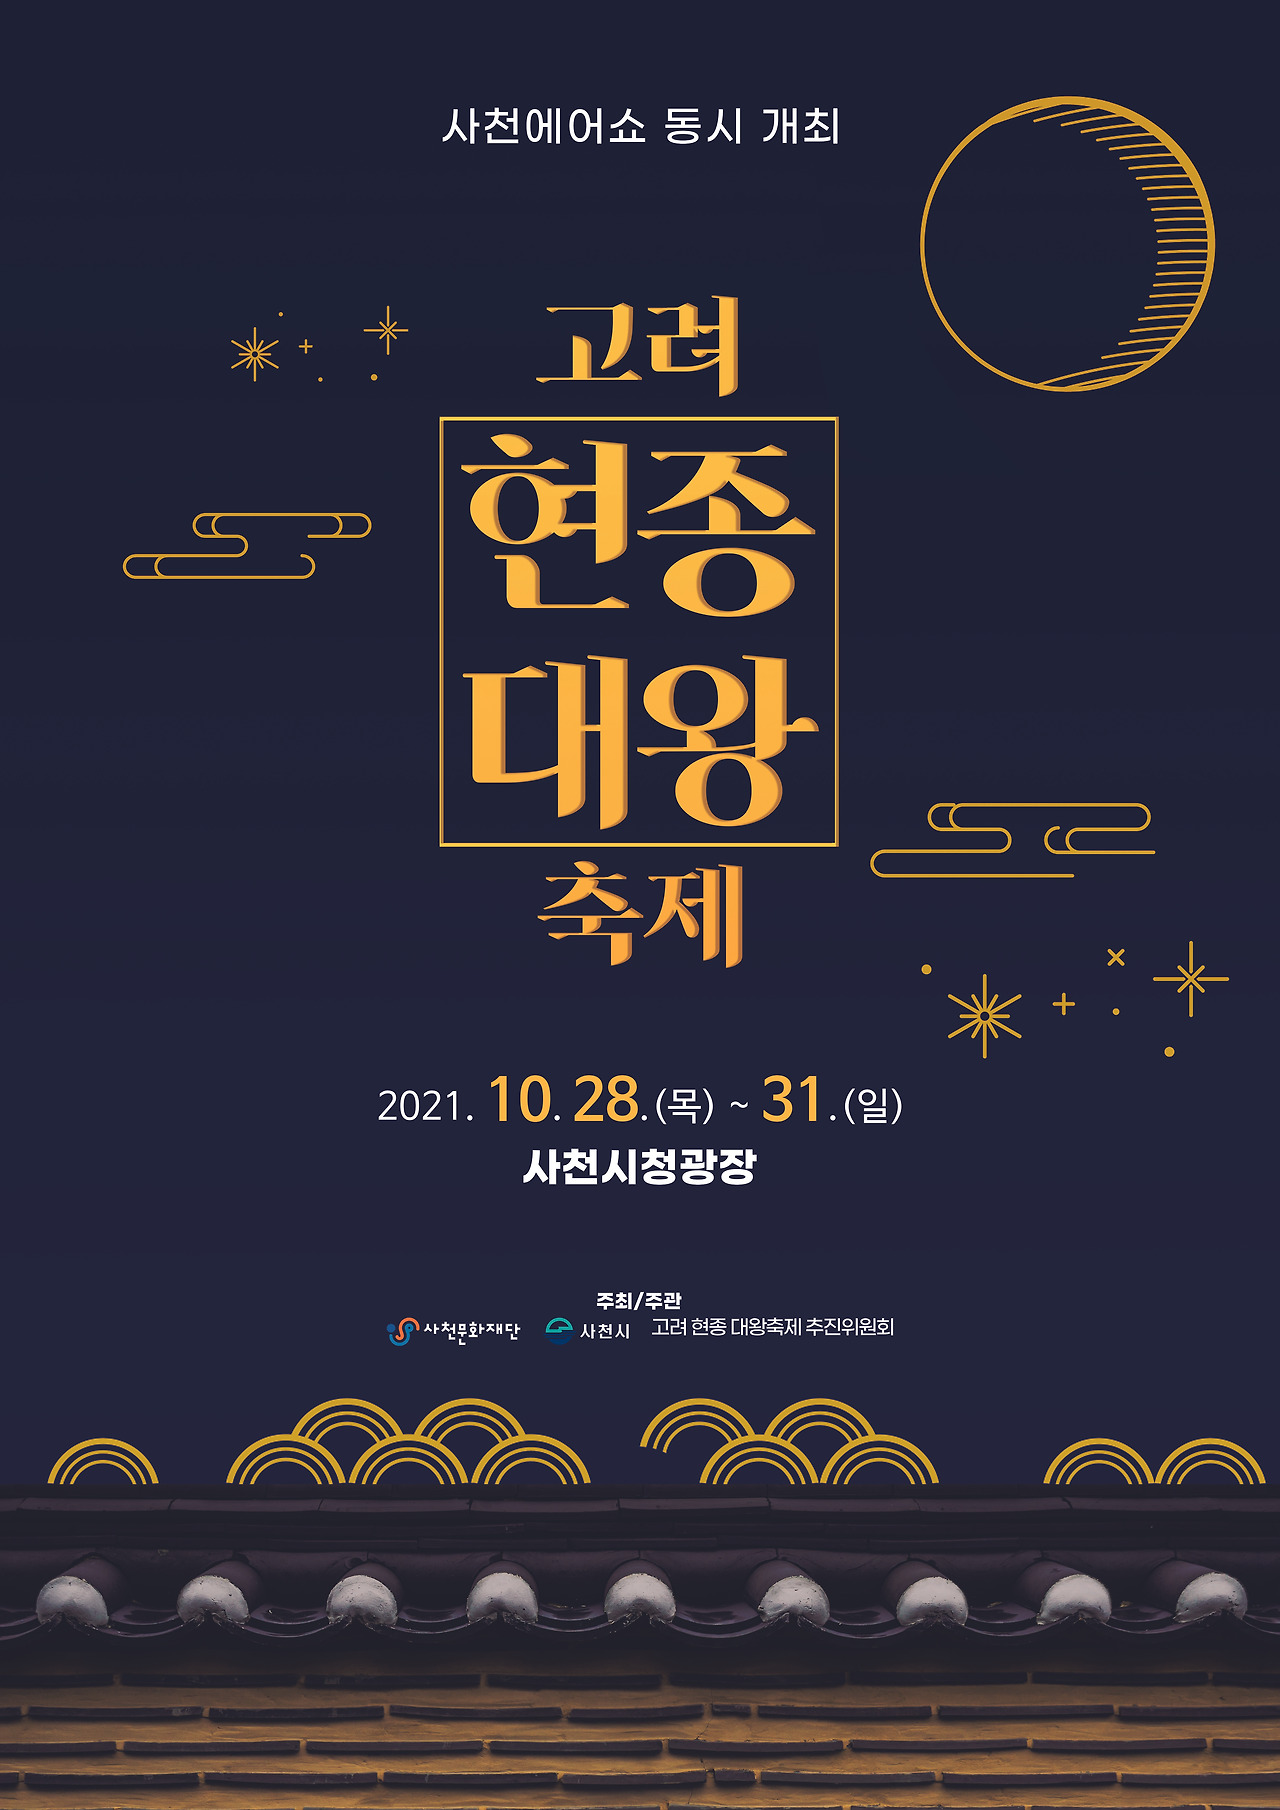 사천에어쇼 동시 개최
고려
현종
대왕
축제
2021. 10. 28.(목) ~ 31.(일)
사천시청광장
주최/주관
사천문화재단 사천시 고려 현종 대왕축제 추진위원회